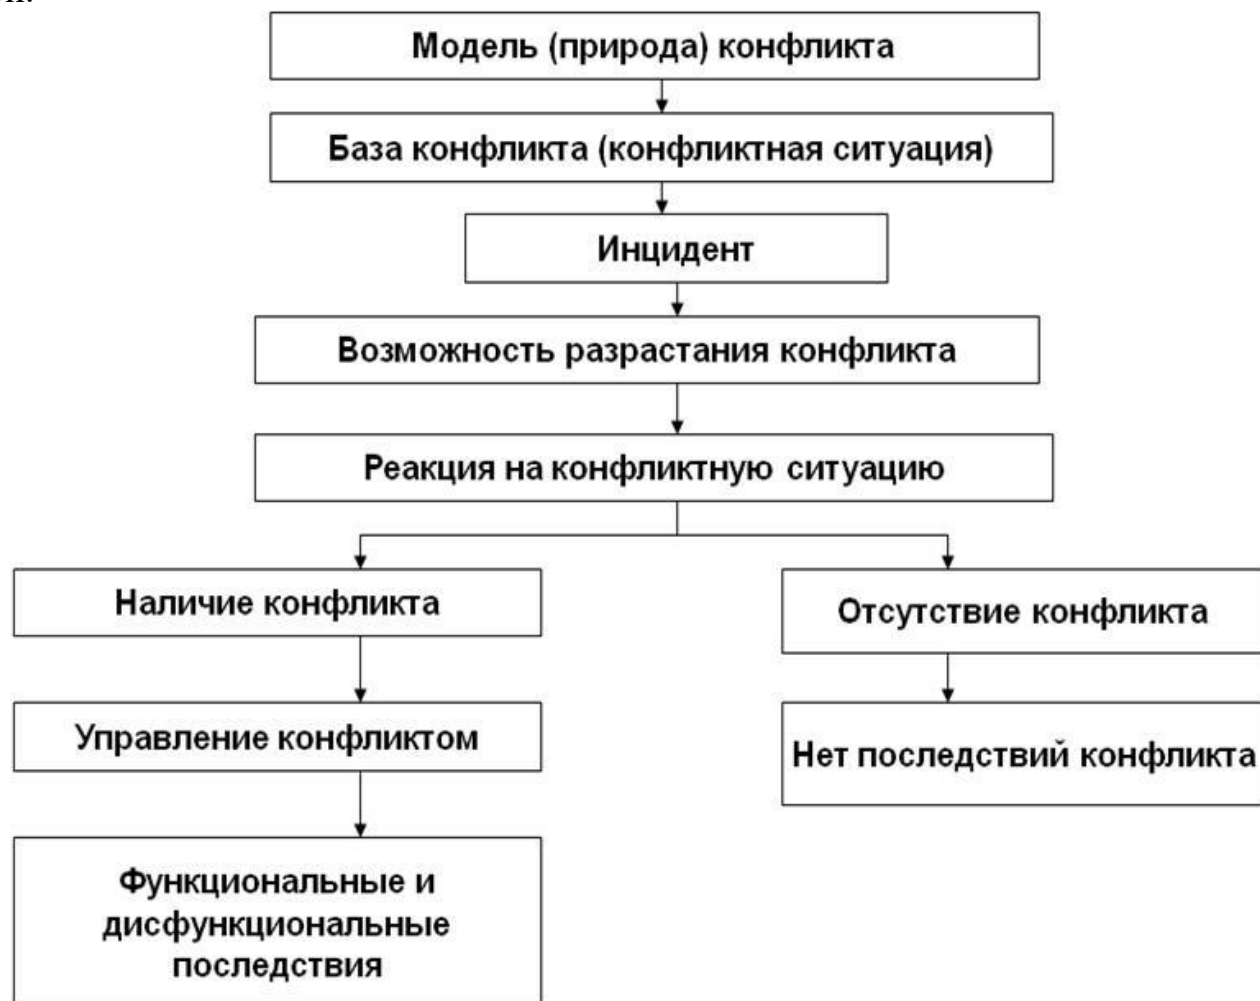 Модель (природа) конфликта
База конфликта (конфликтная ситуация)
Инцидент
Возможность разрастания конфликта
Реакция на конфликтную ситуацию
Наличие конфликта
Отсутствие конфликта
Управление конфликтом
Нет последствий конфликта
Функциональные и
дисфункциональные
последствия